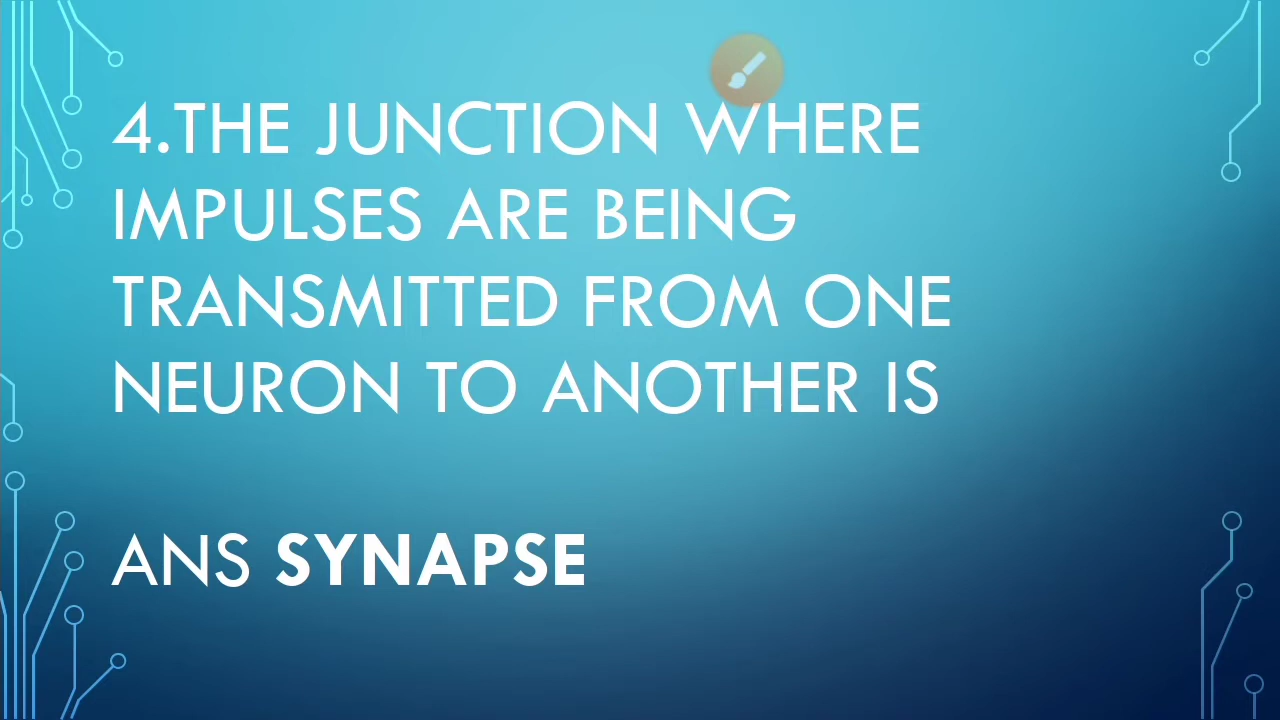 4.THE JUNCTION WHERE
IMPULSES ARE BEING
TRANSMITTED FROM ONE
NEURON TO ANOTHER IS
ANS SYNAPSE